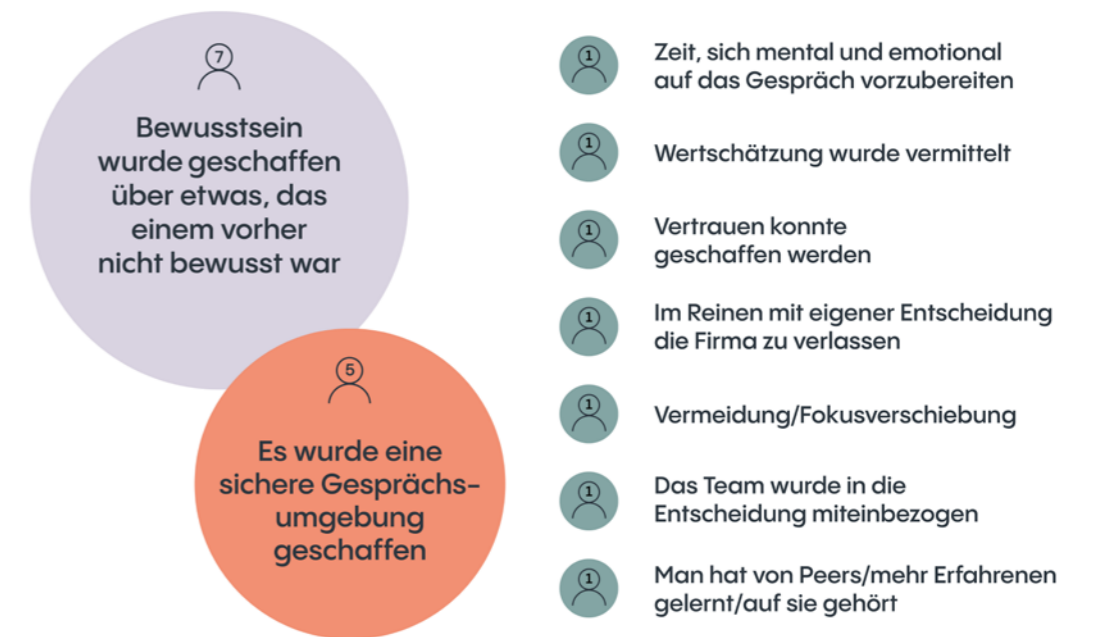 7
Bewusstsein
wurde geschaffen
über etwas, das
einem vorher
nicht bewusst war
5
Es wurde eine
sichere Gesprächs-
umgebung
geschaffen
1
Zeit, sich mental und emotional
auf das Gespräch vorzubereiten
1
Wertschätzung wurde vermittelt
1
Vertrauen konnte
geschaffen werden
1
Im Reinen mit eigener Entscheidung
die Firma zu verlassen
1
Vermeidung/Fokusverschiebung
1
Das Team wurde in die
Entscheidung miteinbezogen
1
Man hat von Peers/mehr Erfahrenen
gelernt/auf sie gehört